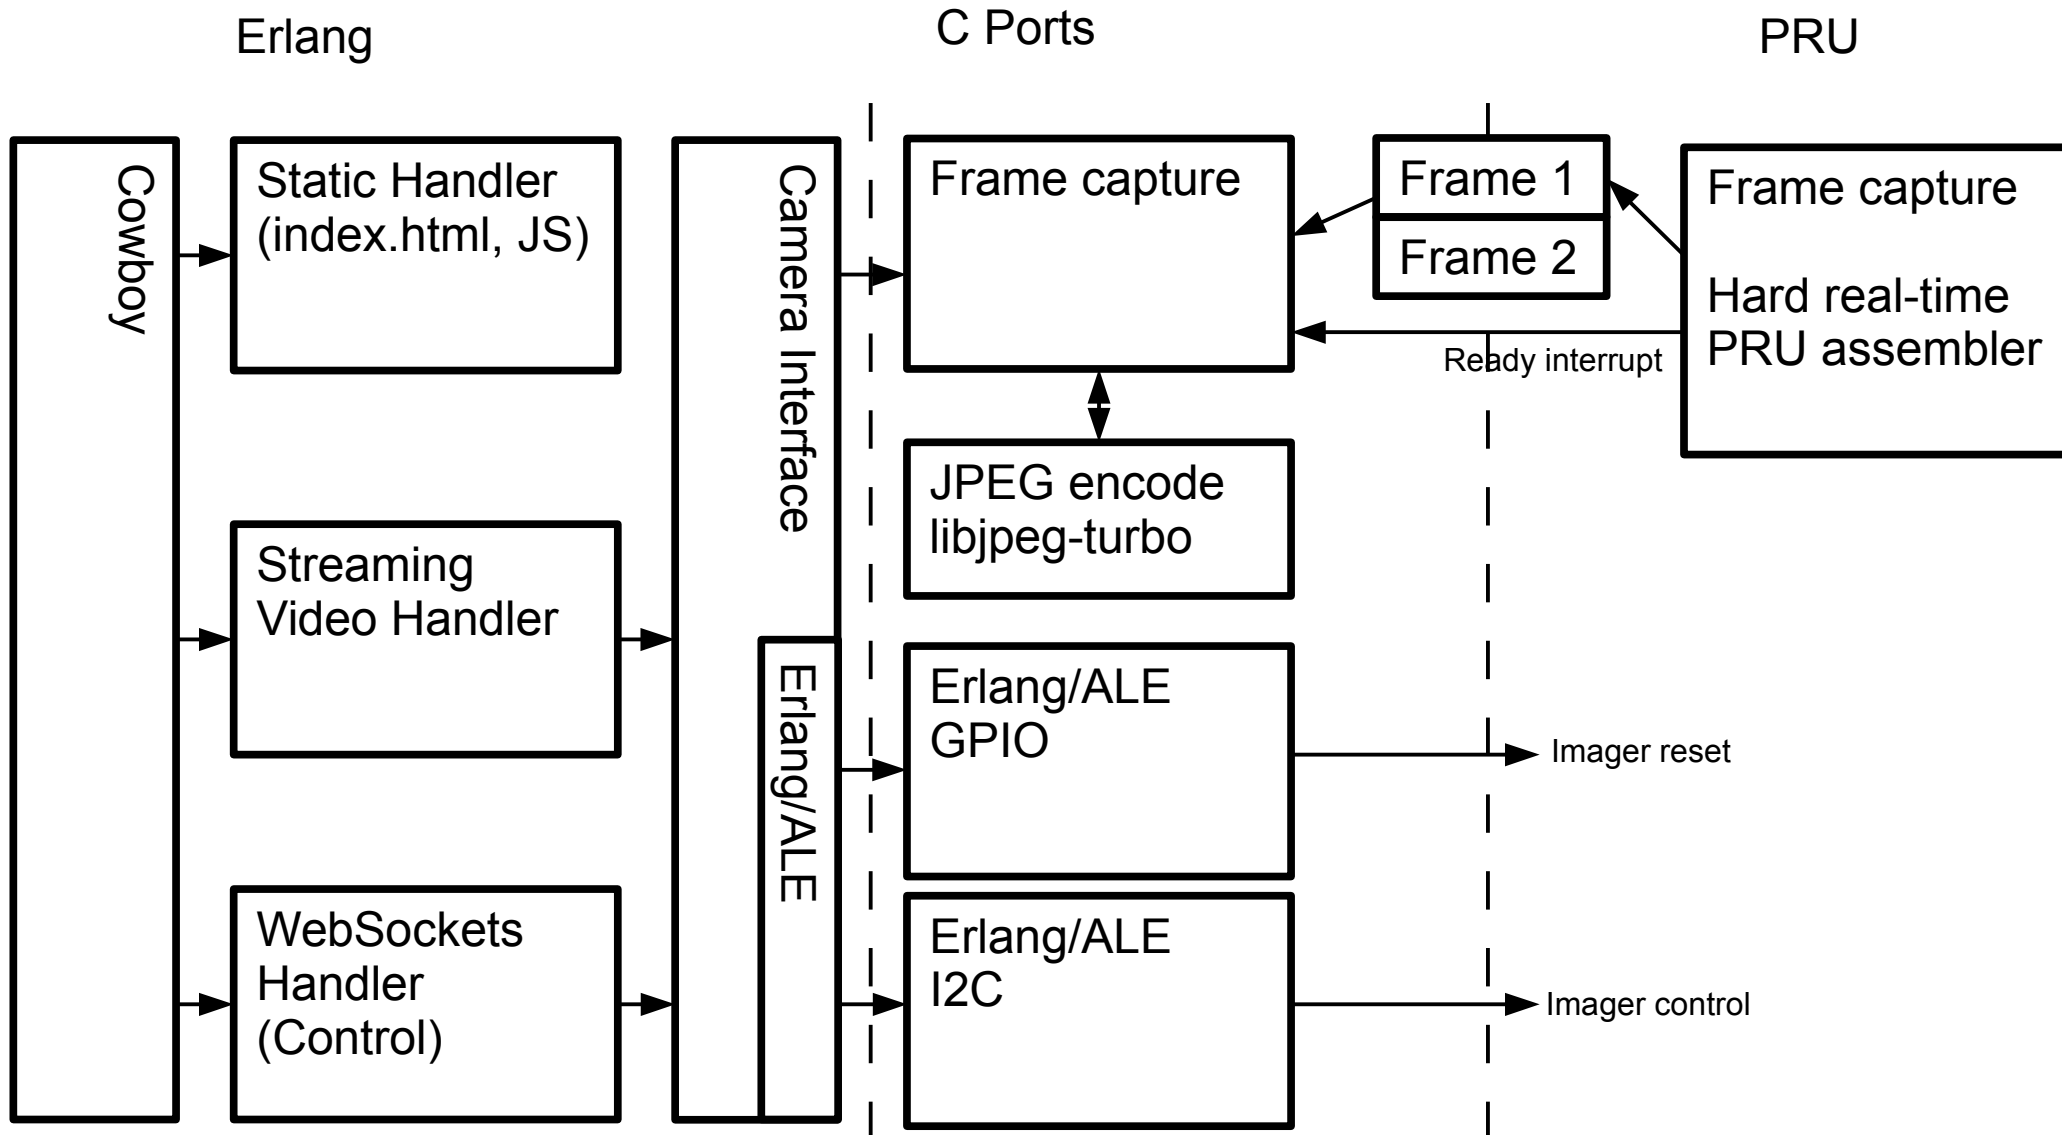 Erlang
C Ports
PRU
Cowboy
Static Handler
(index.html, JS)
Streaming
Video Handler
WebSockets
Handler
(Control)
Camera Interface
Erlang/ALE
Frame capture
JPEG encode
libjpeg-turbo
Erlang/ALE
GPIO
Erlang/ALE
I2C
Frame 1
Frame 2
Ready interrupt
Imager reset
Imager control
Frame capture
Hard real-time
PRU assembler